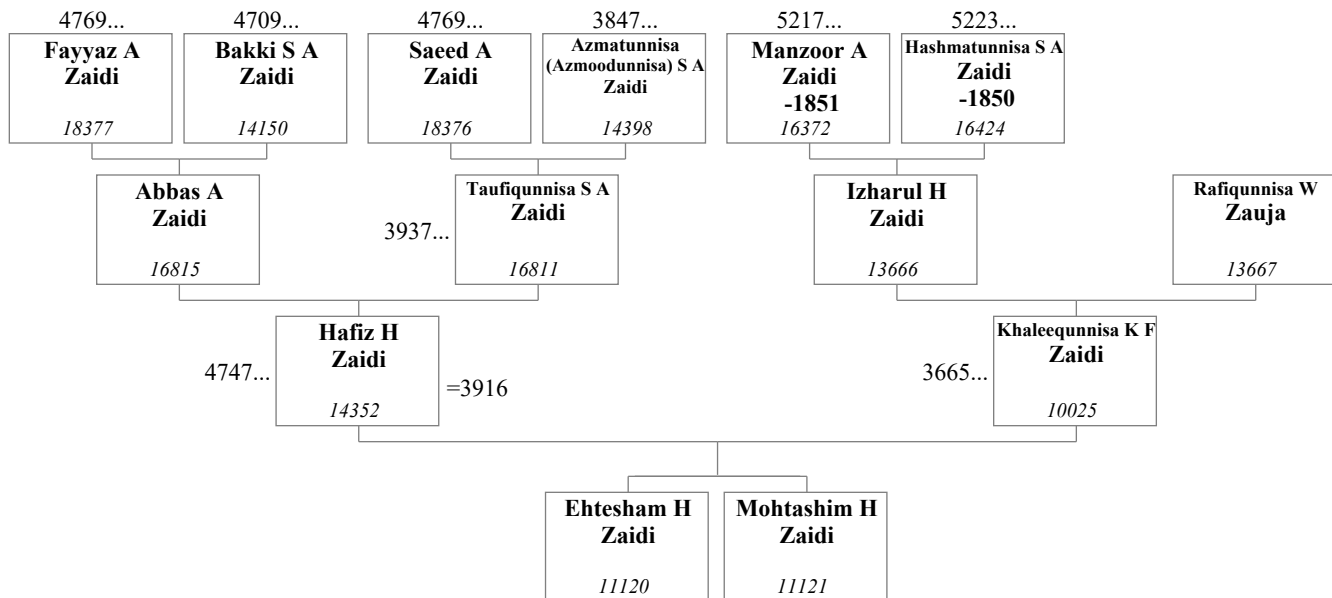 4769...
4709...
4769...
3847...
5217...
5223...
Fayyaz A
Zaidi
18377
Bakki S A
Zaidi
14150
Saeed A
Zaidi
18376
Azmatunnisa
(Azmoodunnisa) S A
Zaidi
14398
Manzoor A
Zaidi
-1851
16372
Hashmatunnisa S A
Zaidi
-1850
16424
Abbas A
Zaidi
16815
3937...
Taufiqunnisa S A
Zaidi
16811
Izharul H
Zaidi
13666
Rafiqunnisa W
Zauja
13667
4747...
Hafiz H
Zaidi
14352
=3916
3665...
Khaleequnnisa K F
Zaidi
10025
Ehtesham H
Zaidi
11120
Mohtashim H
Zaidi
11121